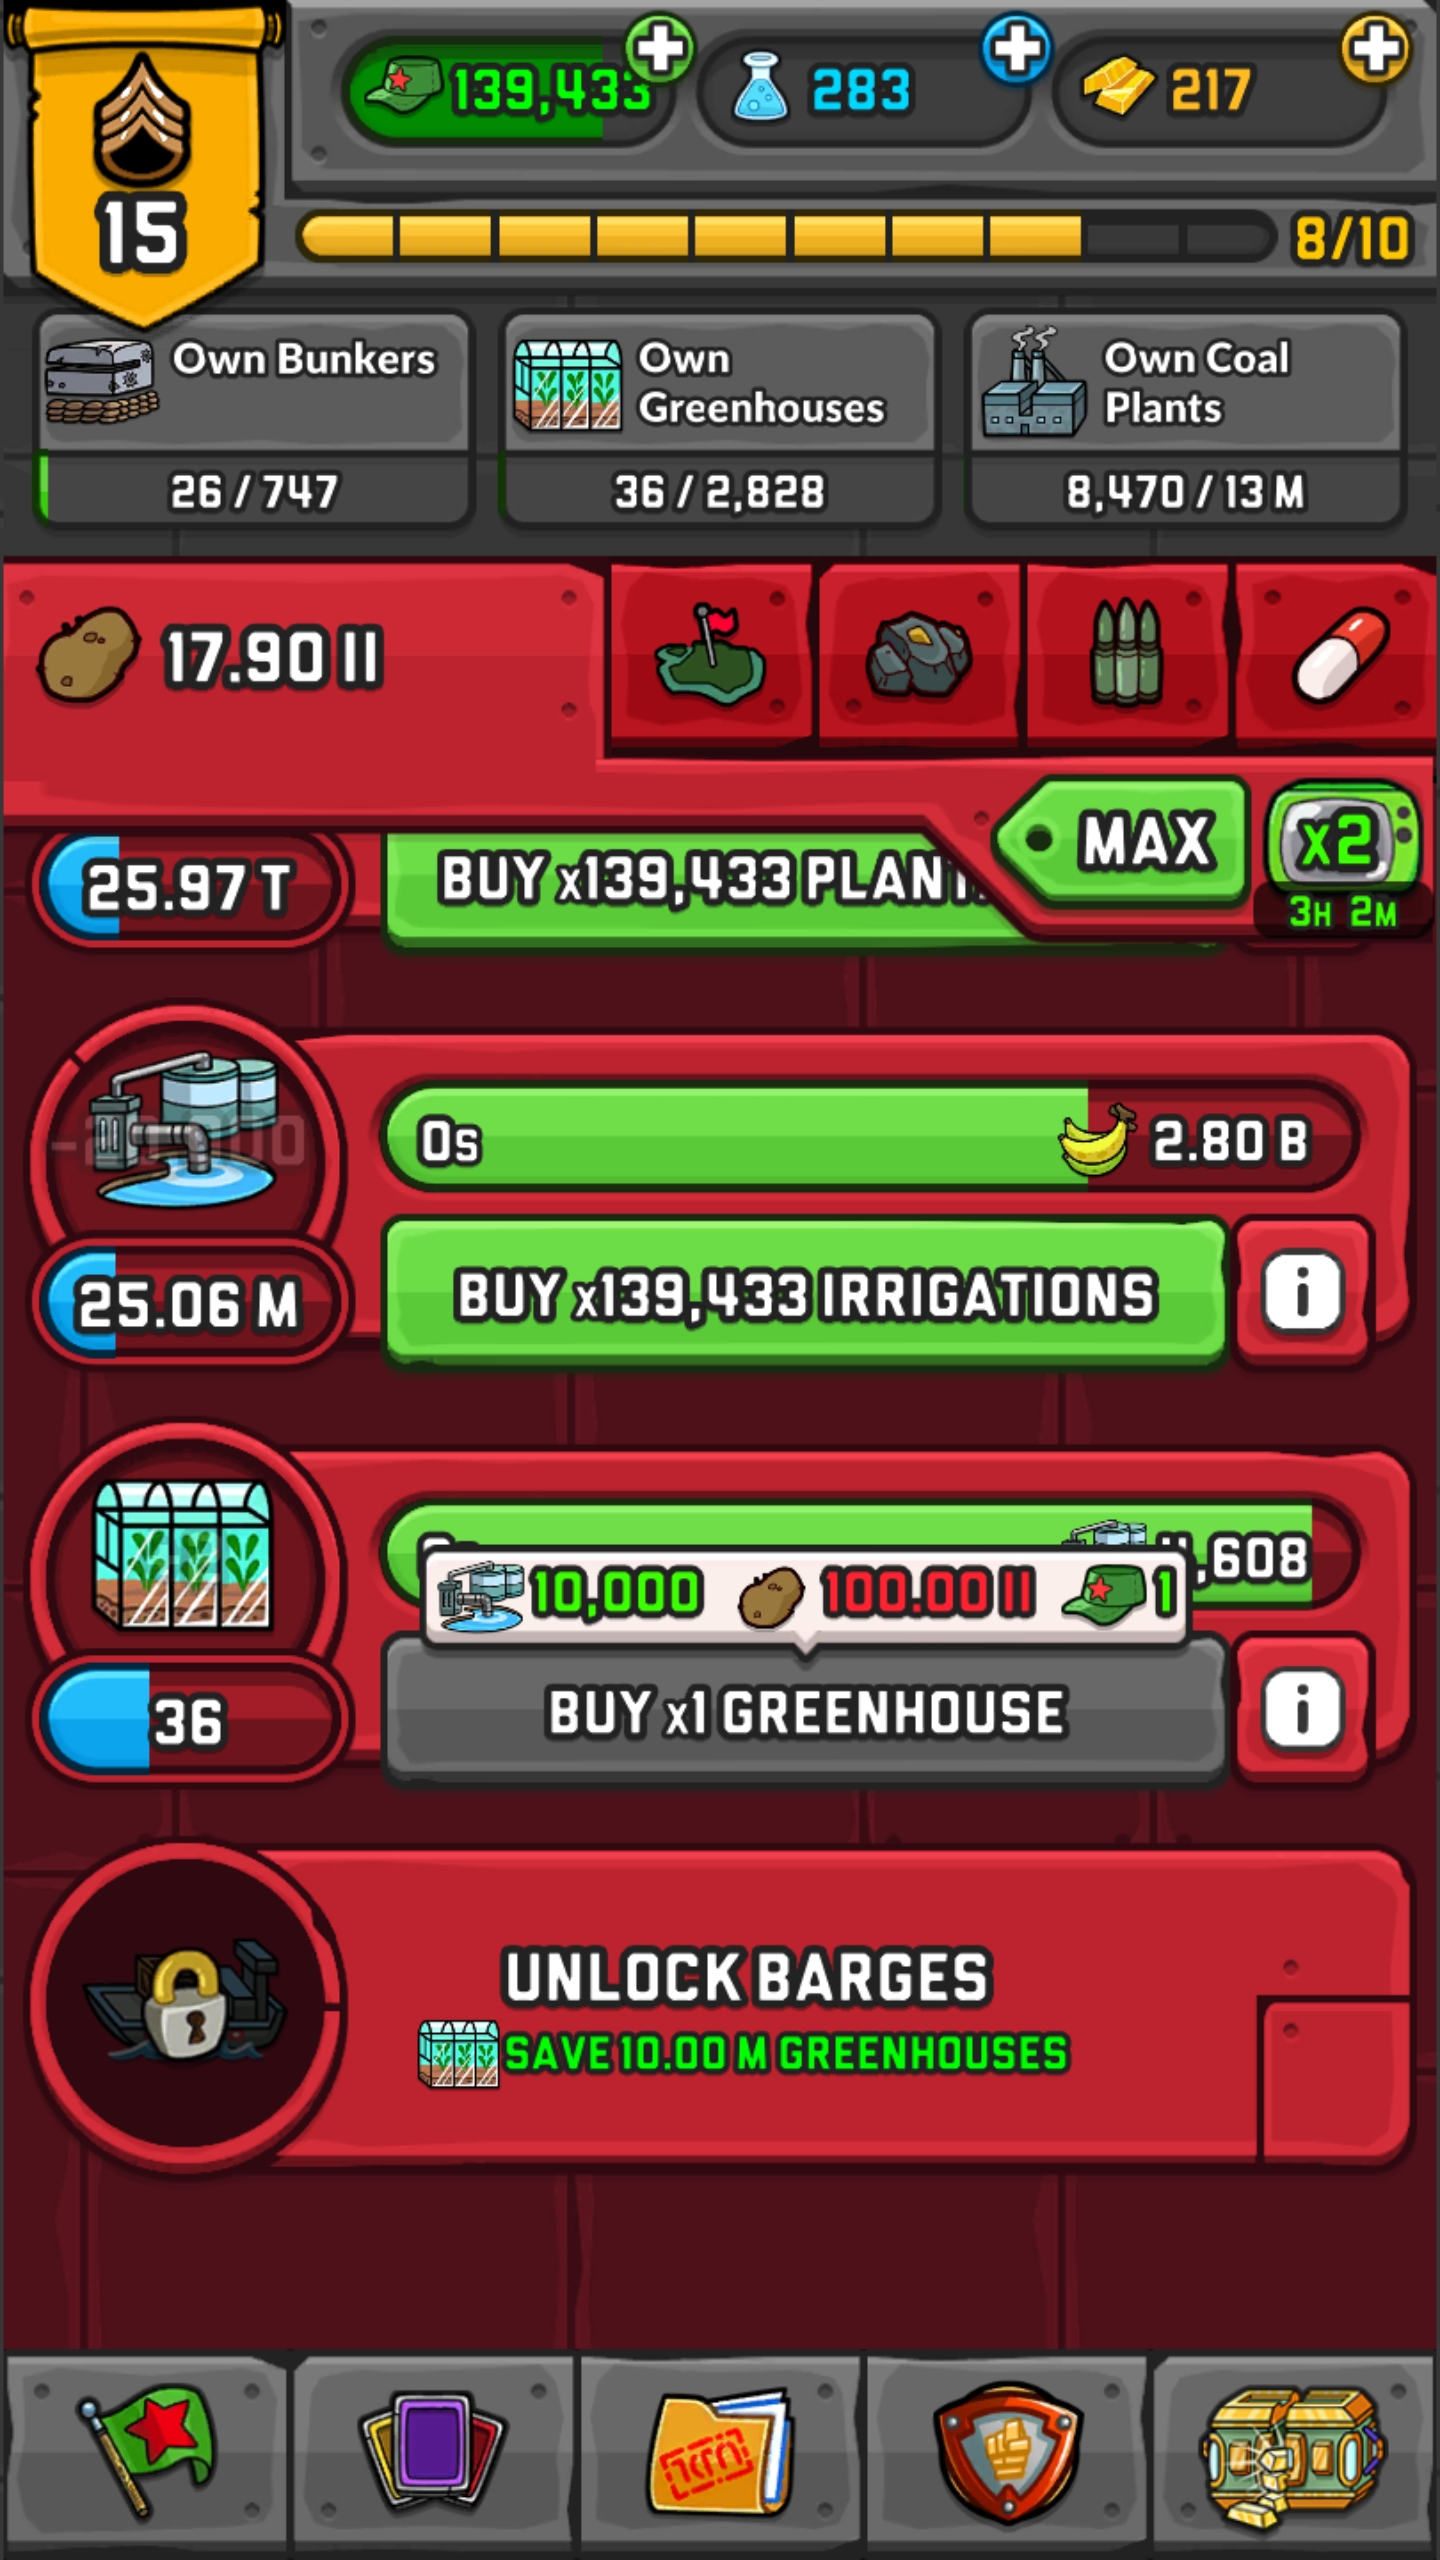 139,433
283
217
15
8/10
Own Bunkers
26 / 747
Own
Greenhouses
36 / 2,828
Own Coal
Plants
8,470 / 13 M
17.90 II
MAX
x2
3H 2M
25.97 T
BUY x139,433
0s
2.80 B
25.06 M
BUY x139,433 IRRIGATIONS
i
,608
10,000
100.00 II
1
36
BUY x1 GREENHOUSE
i
UNLOCK BARGES
SAVE 10.00 M GREENHOUSES